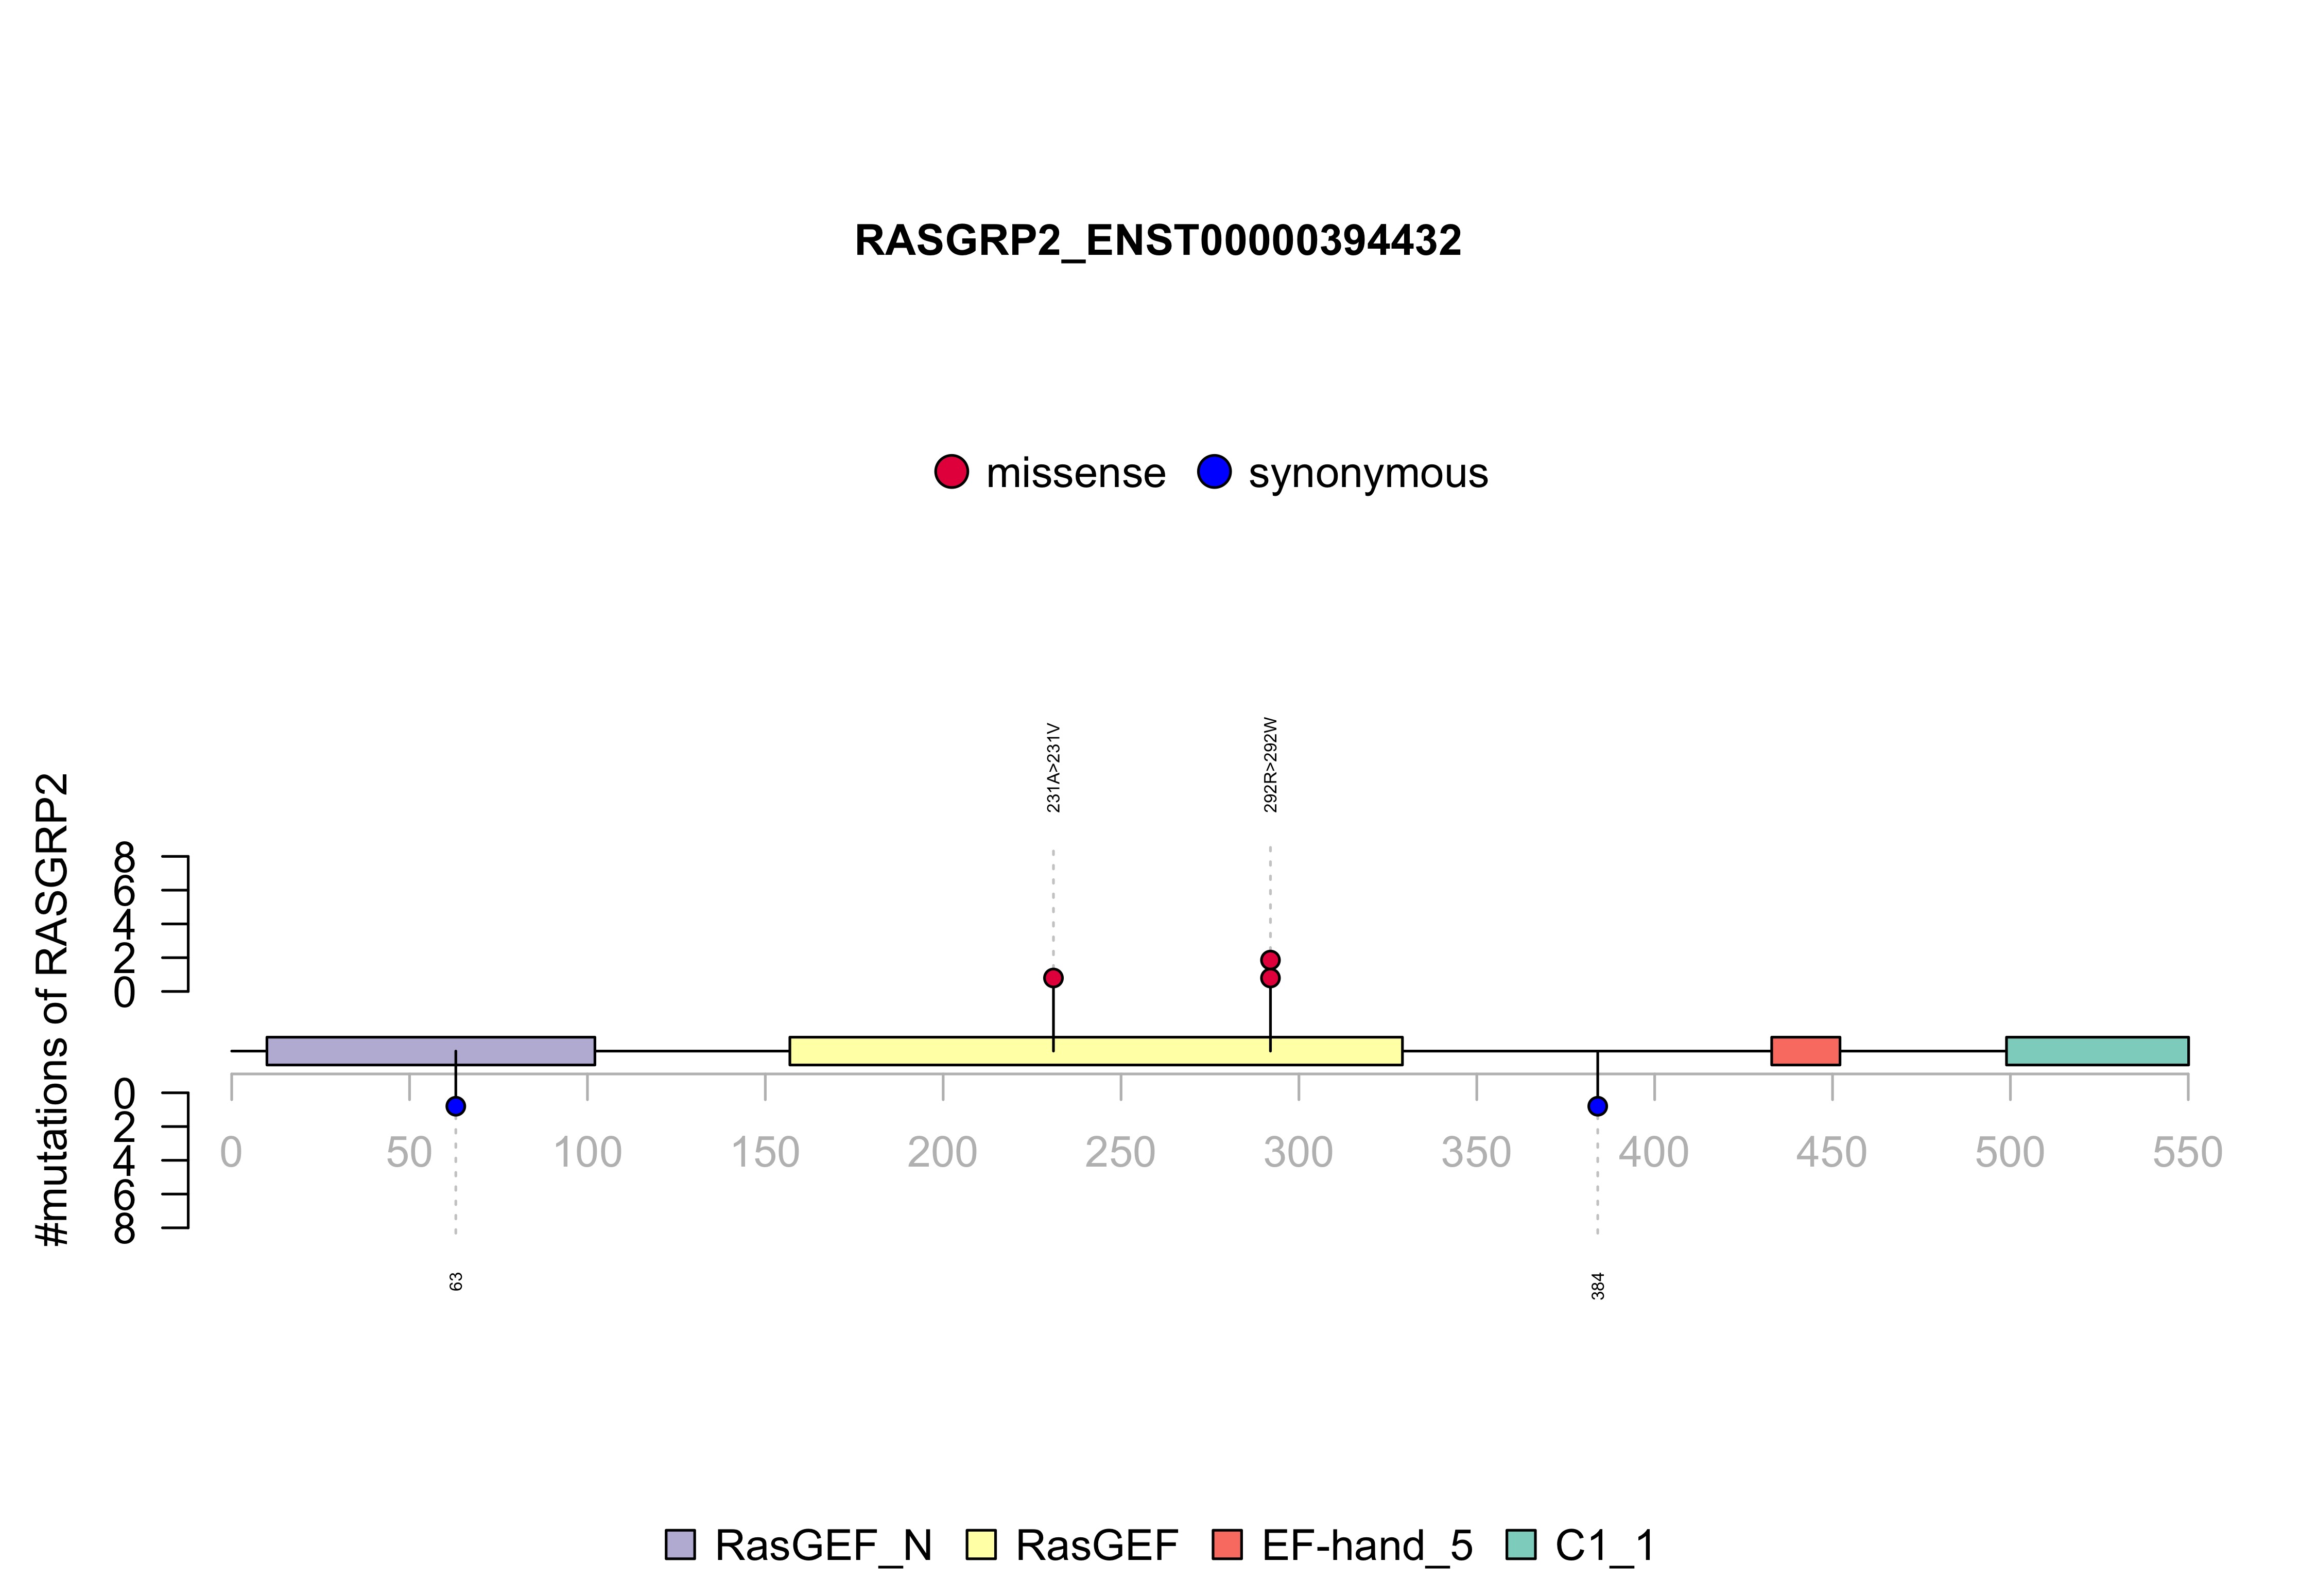 RASGRP2_ENST00000394432
missense synonymous
231A>231V
292R>292W
#mutations of RASGRP2
8
6
4
2
0
0
2
4
6
8
0 50 100 150 200 250 300 350 400 450 500 550
63
384
RasGEF_N RasGEF EF-hand_5 C1_1